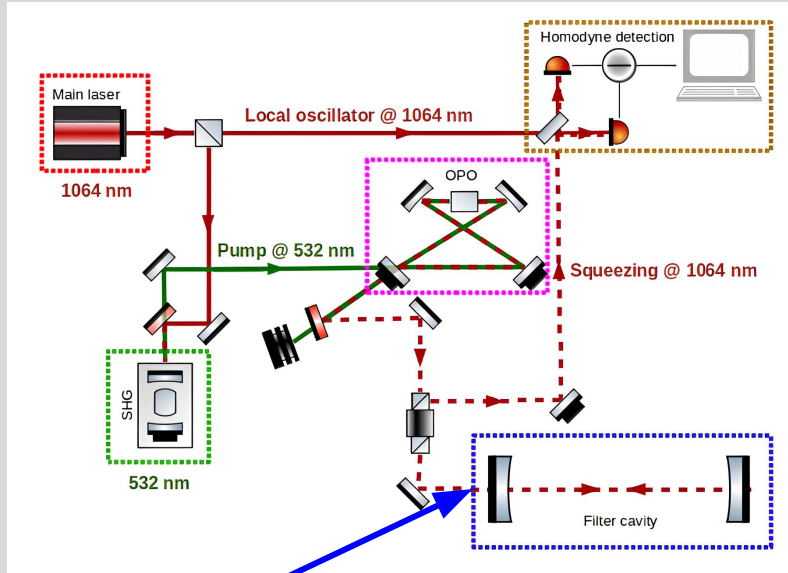 Homodyne detection
Main laser
Local oscillator @ 1064 nm
1064 nm
OPO
Pump @ 532 nm
Squeezing @ 1064 nm
SHG
532 nm
Filter cavity